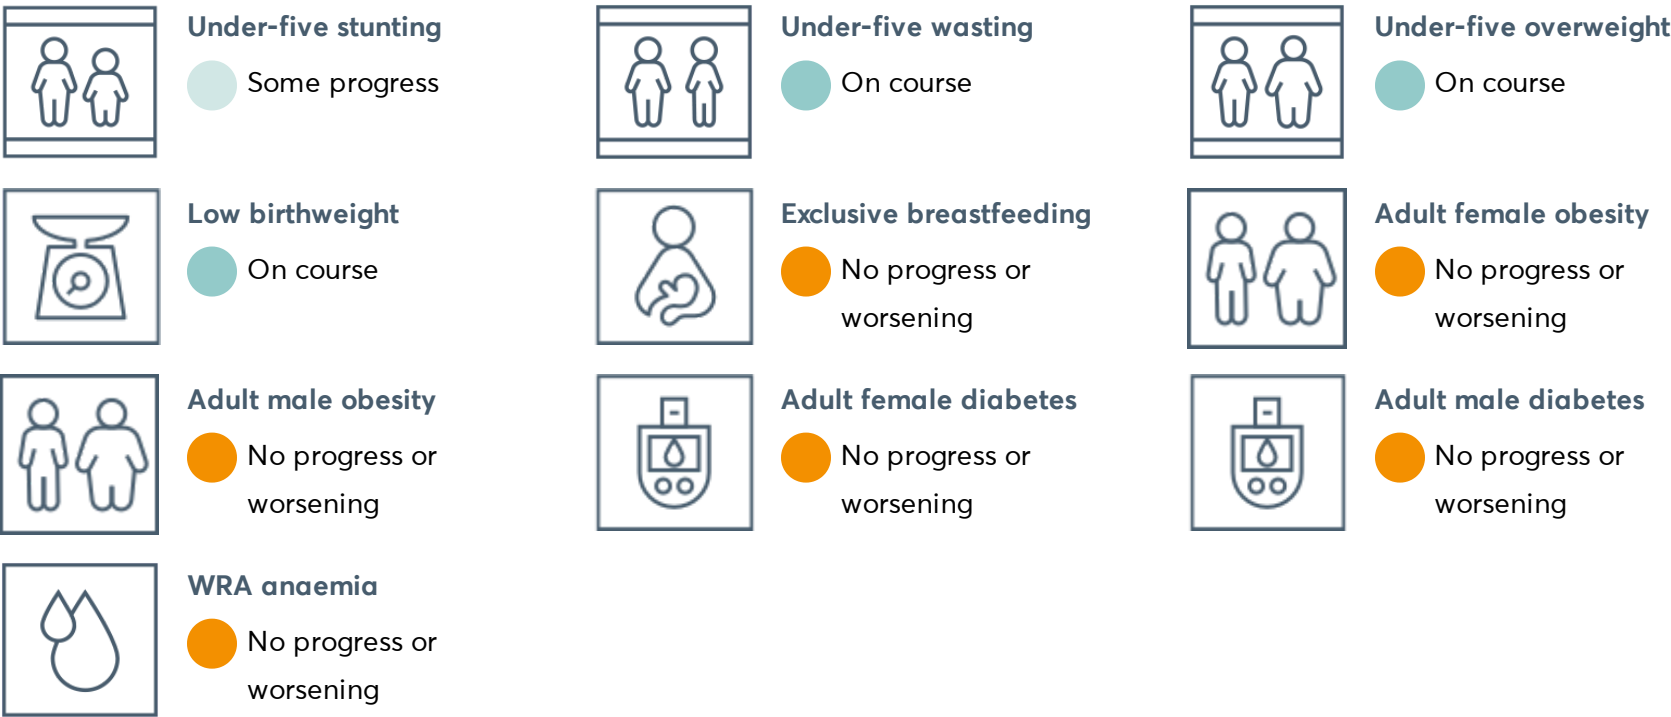 Under-five stunting
Some progress
Under-five wasting
On course
Under-five overweight
On course
Low birthweight
On course
Exclusive breastfeeding
No progress or
worsening
Adult female obesity
No progress or
worsening
Adult male obesity
No progress or
worsening
Adult female diabetes
No progress or
worsening
Adult male diabetes
No progress or
worsening
WRA anaemia
No progress or
worsening